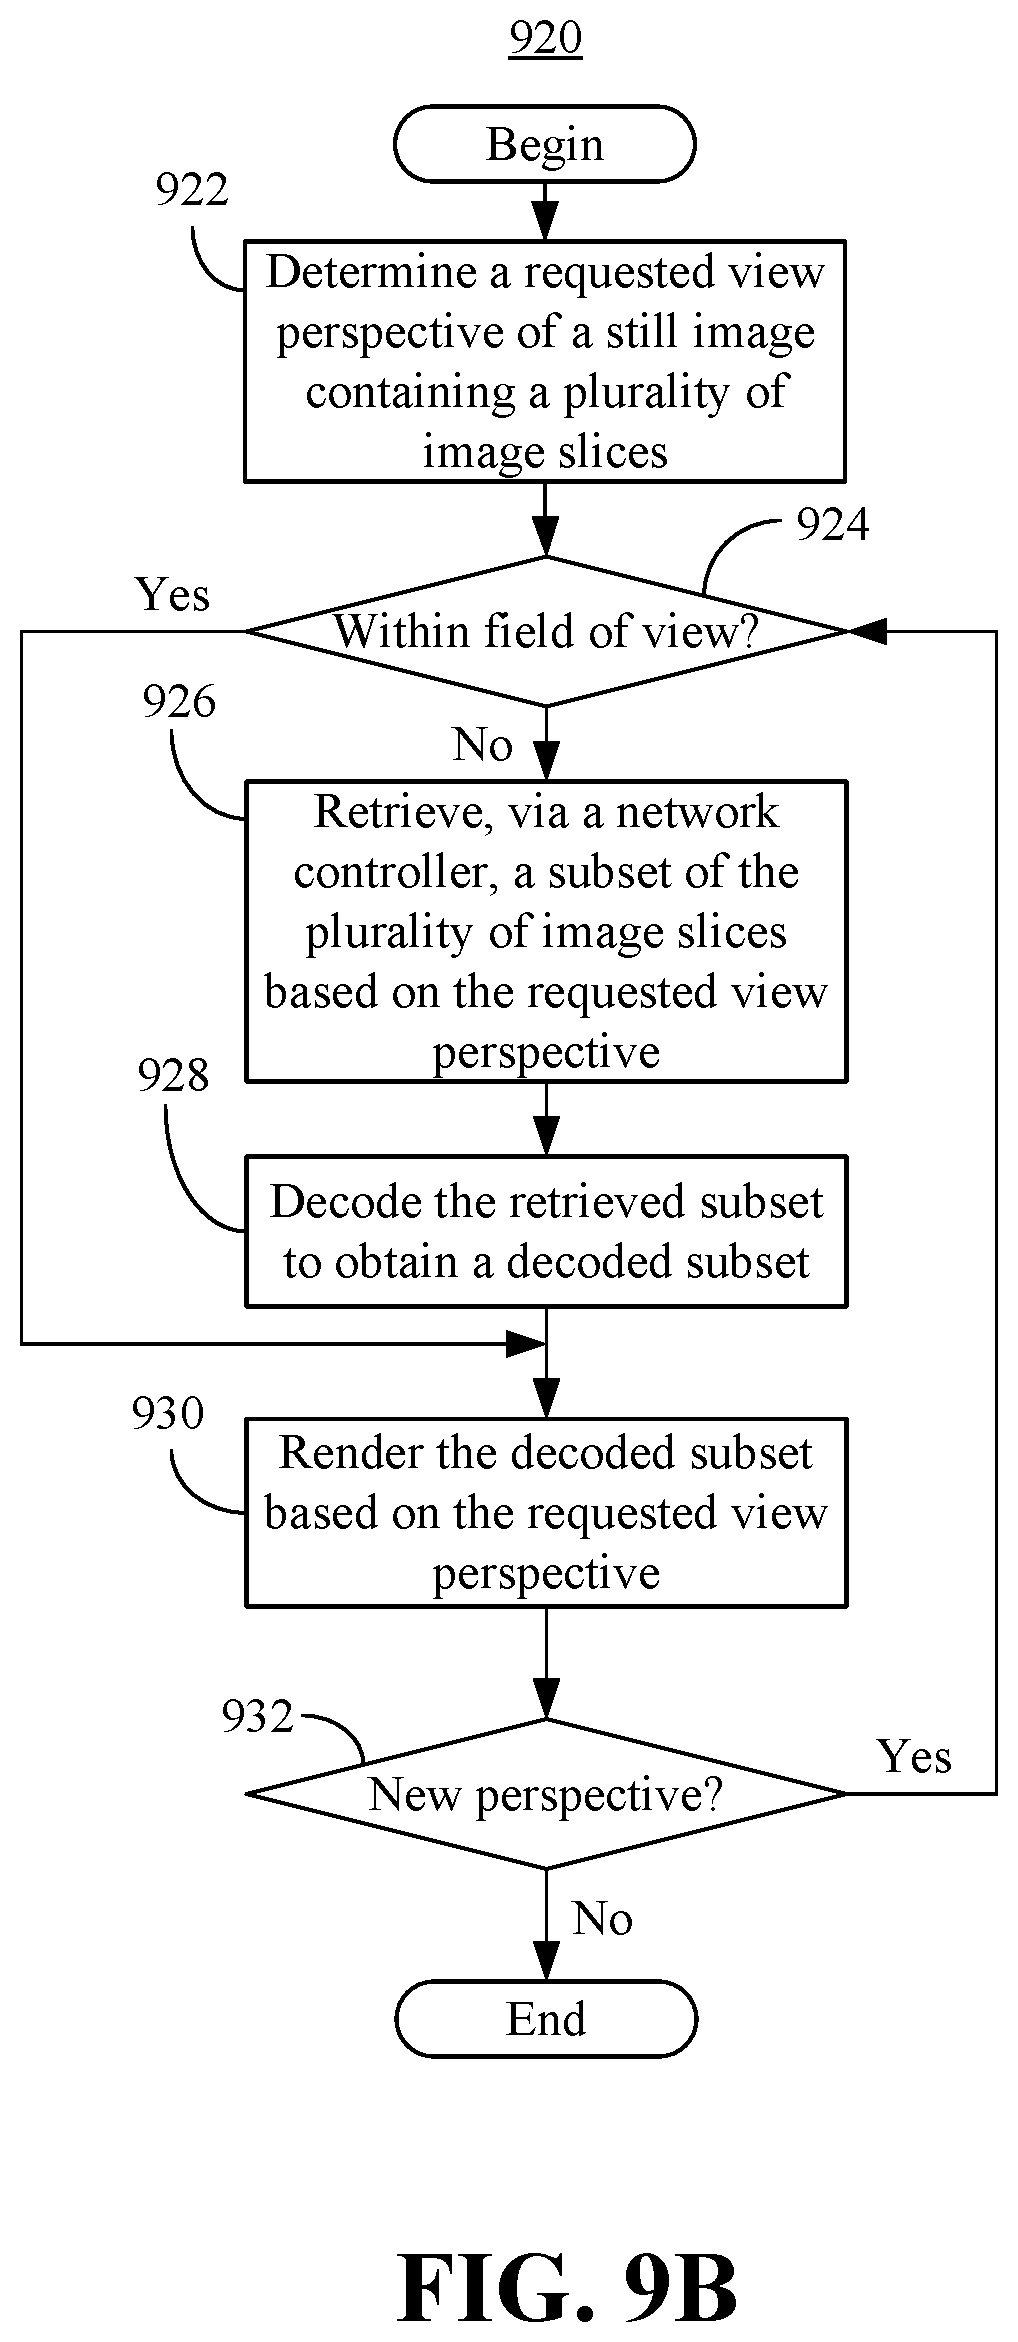 920
Begin
922
Determine a requested view
perspective of a still image
containing a plurality of
image slices
924
Yes
Within field of view?
926
No
Retrieve, via a network
controller, a subset of the
plurality of image slices
based on the requested view
perspective
928
Decode the retrieved subset
to obtain a decoded subset
930
Render the decoded subset
based on the requested view
perspective
932
Yes
New perspective?
No
End
FIG. 9B